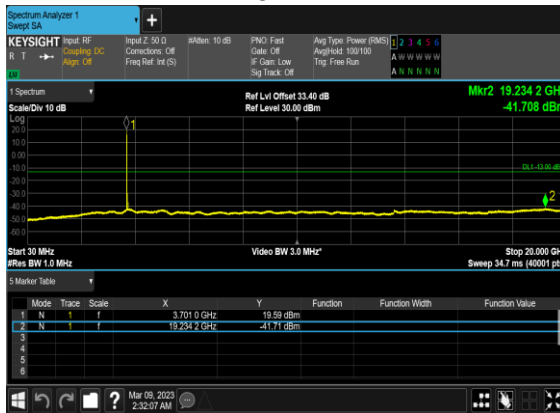 Spectrum Analyzer 1
Swept SA
+
KEYSIGHT Input: RF Input Z: 50 Ω #Atten: 10 dB PNO: Fast Avg Type: Power (RMS) 1 2 3 4 5 6
R T Coupling: DC Corrections: Off Gate: Off Avg|Hold: 100/100 A W W W W W
Align: Off Freq Ref: Int (S) IF Gain: Low Trig: Free Run
Sig Track: Off A N N N N N
1 Spectrum Ref Lvl Offset 33.40 dB Mkr2 19.234 2 GH
Scale/Div 10 dB Ref Level 30.00 dBm -41.708 dBr
Log
20.0
10.0
0.00
-10.0
DL1 -13.00 dB
-20.0
-30.0
-40.0
-50.0
-60.0
1
2
Start 30 MHz Video BW 3.0 MHz* Stop 20.000 GH
#Res BW 1.0 MHz Sweep 34.7 ms (40001 pt
5 Marker Table
Mode Trace Scale X Y Function Function Width Function Value
1 N 1 f 3.701 0 GHz 19.59 dBm
2 N 1 f 19.234 2 GHz -41.71 dBm
3
4
5
6
? Mar 09, 2023
2:32:07 AM